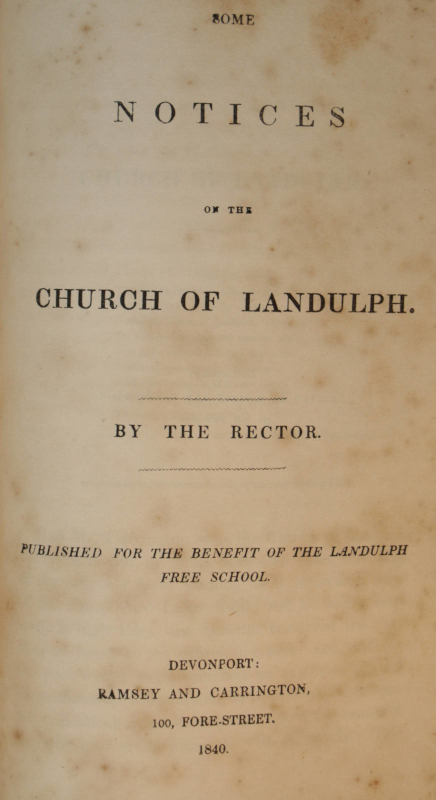 SOME
NOTICES
ON THE
CHURCH OF LANDULPH.
BY THE RECTOR.
PUBLISHED FOR THE BENEFIT OF THE LANDULPH
FREE SCHOOL.
DEVONPORT:
RAMSEY AND CARRINGTON,
100, FORE-STREET.
1840.